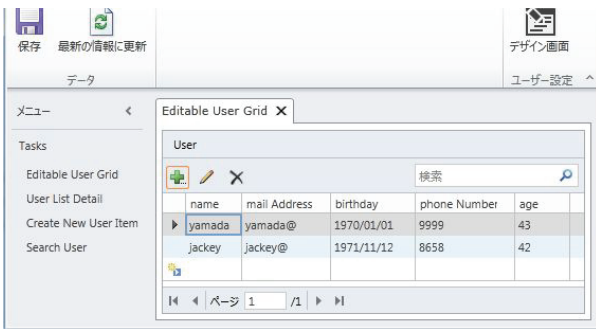 保存 最新の情報に更新 デザイン画面
データ ユーザー設定
メニュー
Editable User Grid
Tasks
Editable User Grid
User List Detail
Create New User Item
Search User
User
検索
name mail Address birthday phone Number age
yamada yamada@ 1970/01/01 9999 43
jackey jackey@ 1971/11/12 8658 42
ページ 1 /1